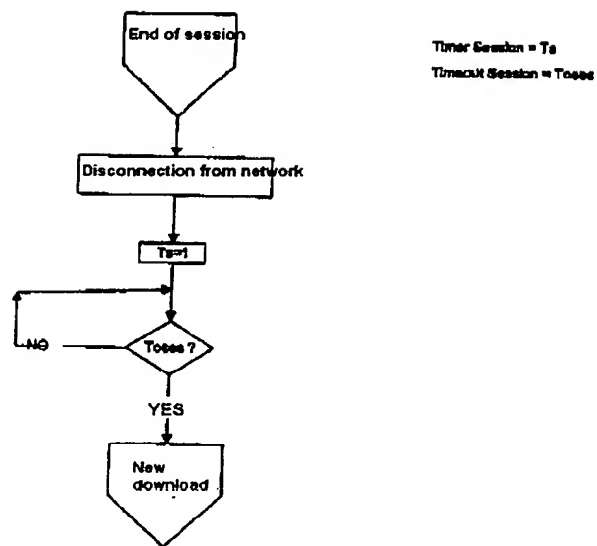 End of session
Timer Session = Ts
Timeout Session = Toses
Disconnection from network
Ts=1
NO
Toses ?
YES
New
download